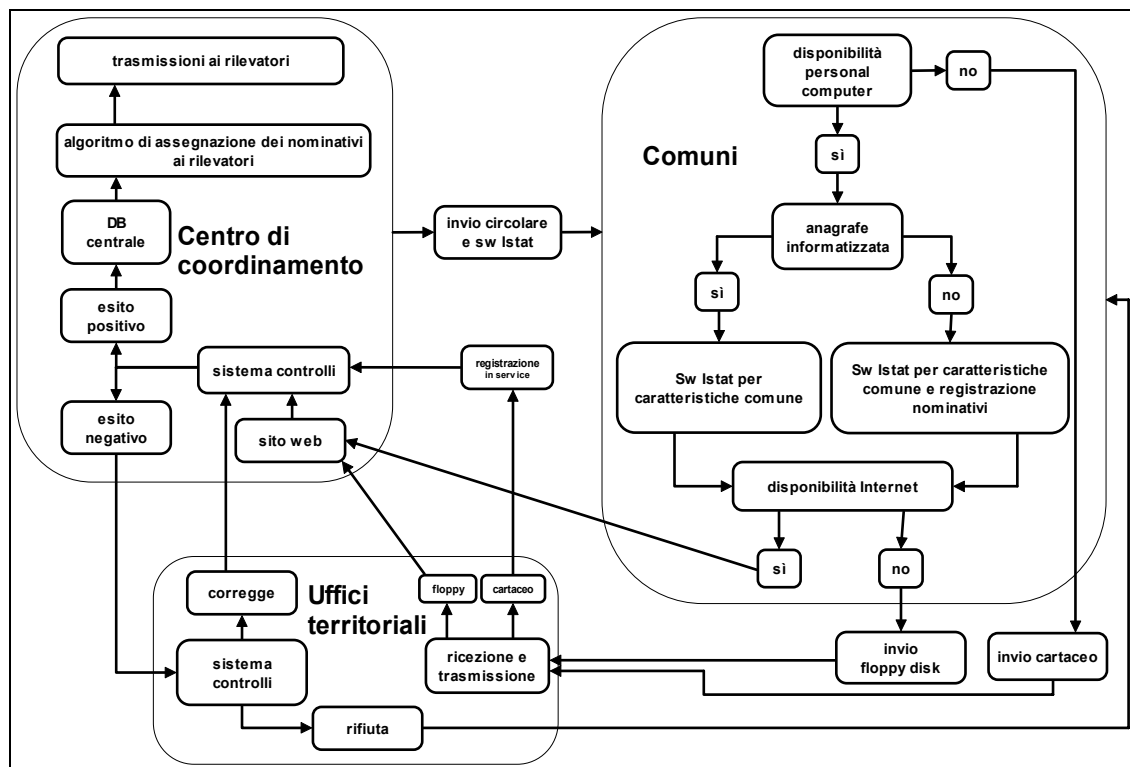 trasmissioni ai rilevatori
algoritmo di assegnazione dei nominativi
ai rilevatori
DB
centrale
Centro di
coordinamento
esito
positivo
sistema controlli
esito
negativo
sito web
invio circolare
e sw Istat
registrazione
in service
disponibilità
personal
computer
no
sì
Comuni
anagrafe
informatizzata
sì
no
Sw Istat per
caratteristiche comune
Sw Istat per caratteristiche
comune e registrazione
nominativi
disponibilità Internet
sì
no
invio
floppy disk
invio cartaceo
corregge
Uffici
territoriali
floppy
cartaceo
sistema
controlli
ricezione e
trasmissione
rifiuta